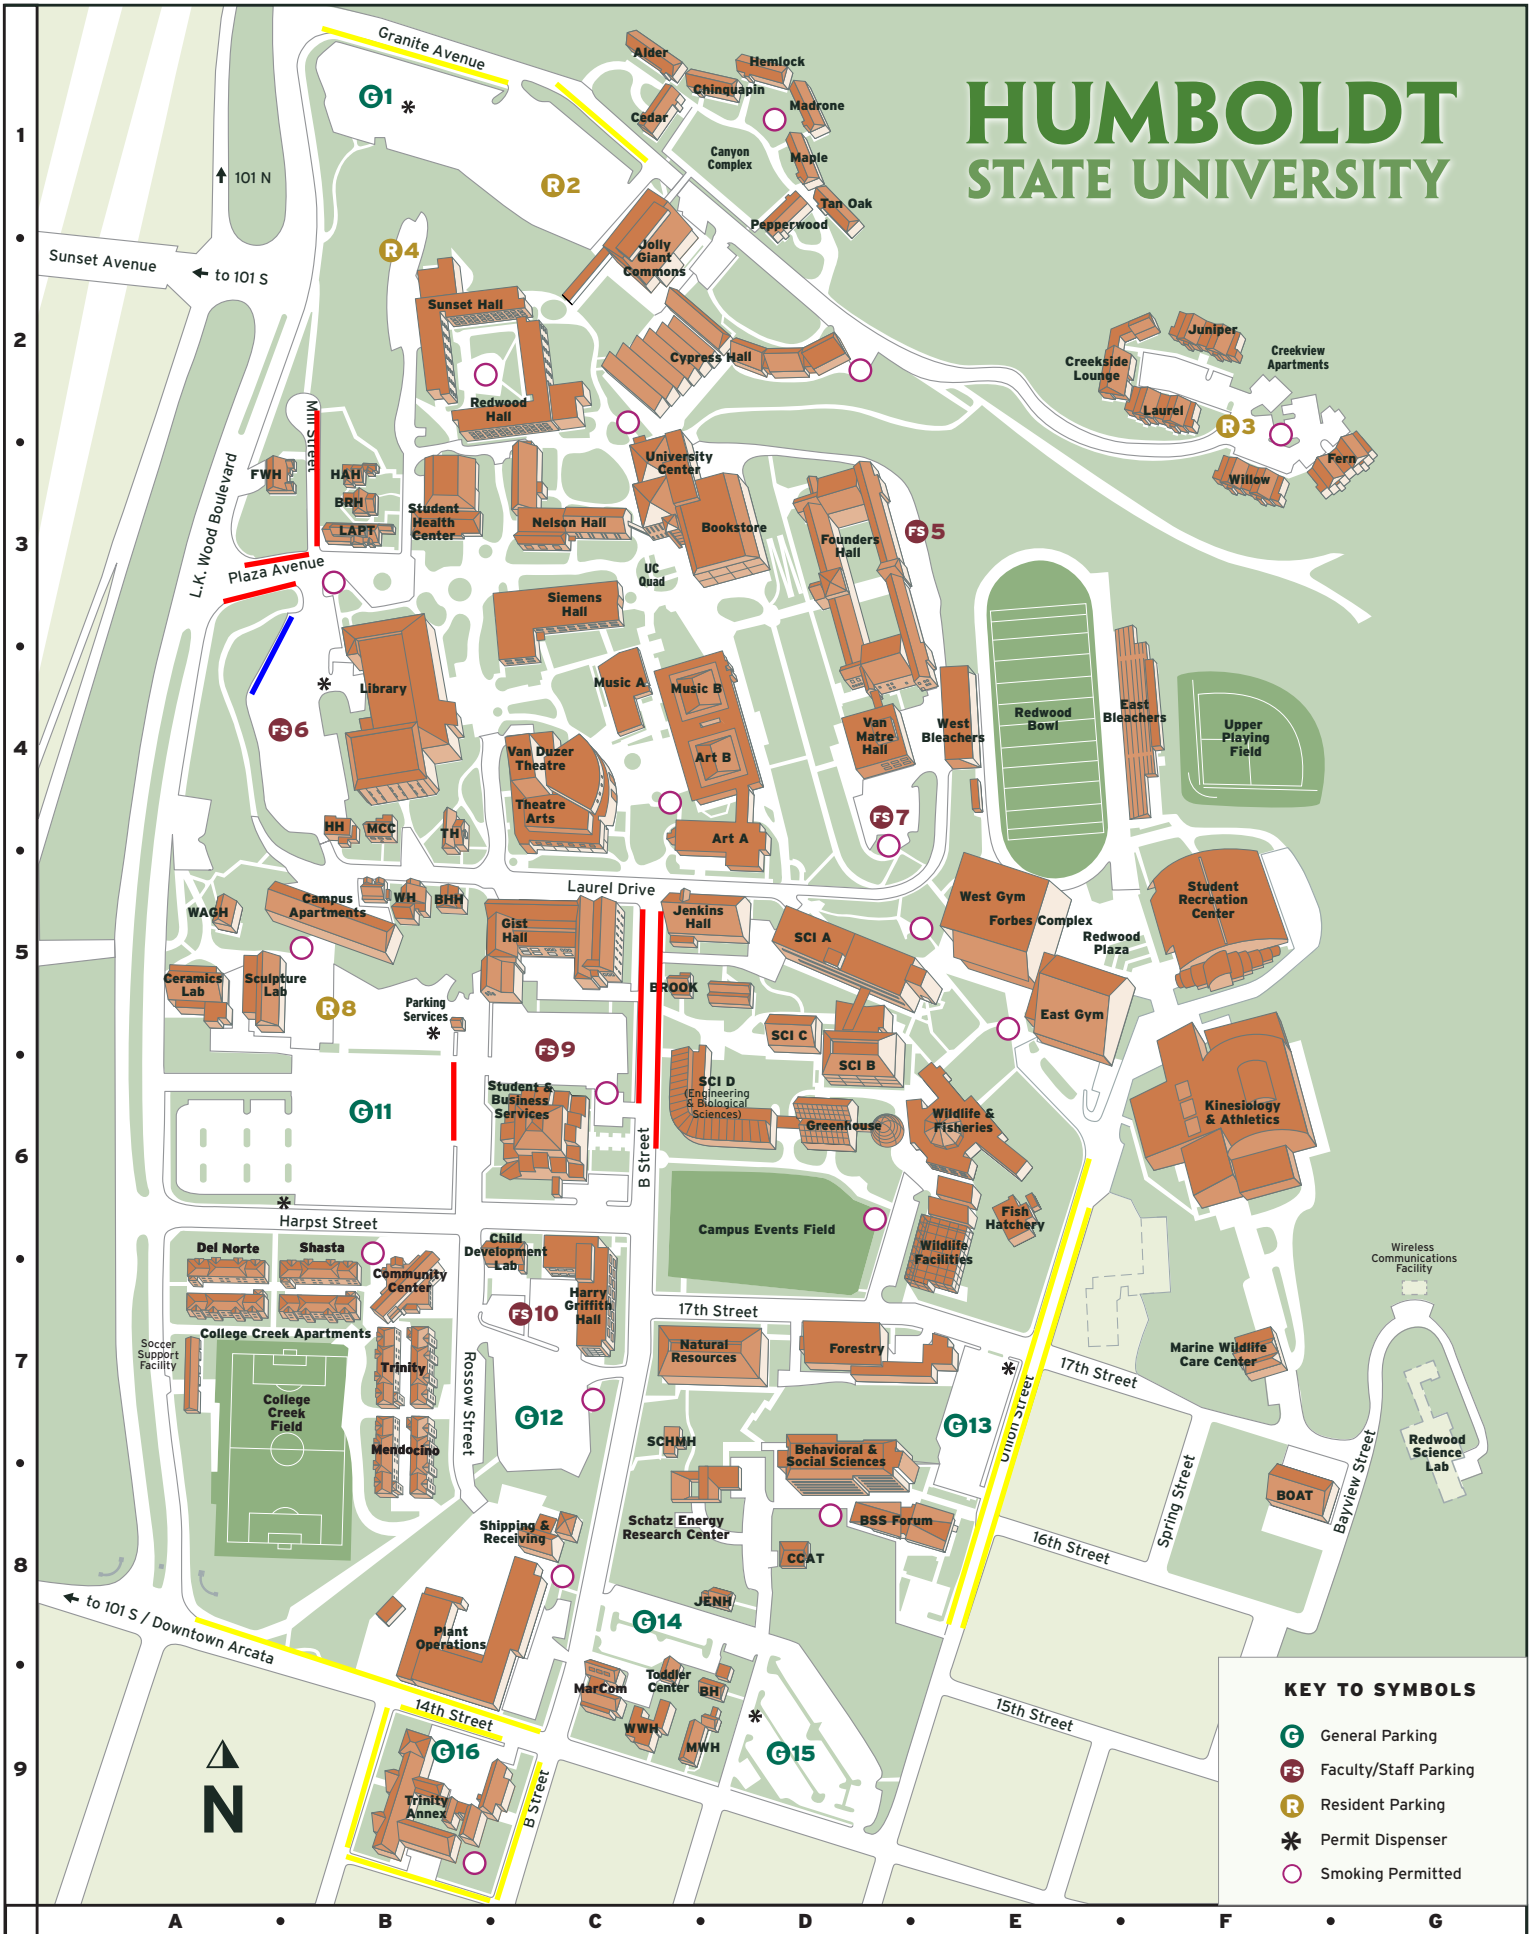 HUMBOLDT
STATE UNIVERSITY
Granite Avenue
G1
*
R2
Alder
Hemlock
Chinquapin
Madrone
Cedar
Canyon
Complex
Maple
Tan Oak
Pepperwood
101 N
Sunset Avenue
to 101 S
R4
Jolly
Giant
Commons
Sunset Hall
Cypress Hall
Redwood
Hall
Juniper
Creekside
Lounge
Creekview
Apartments
Laurel
R3
Willow
Fern
Mill Street
L.K. Wood Boulevard
FWH
HAH
BRH
LAPT
Student
Health
Center
Nelson Hall
University
Center
Bookstore
Founders
Hall
FS5
Plaza Avenue
UC
Quad
Siemens
Hall
Library
*
FS6
Music A
Music B
Art B
Van
Matre
Hall
West
Bleachers
Redwood
Bowl
East
Bleachers
Upper
Playing
Field
Van Duzer
Theatre
Theatre
Arts
HH
MCC
TH
Art A
FS7
Laurel Drive
WAGH
Campus
Apartments
WH
BHH
Gist
Hall
Jenkins
Hall
SCI A
West Gym
Forbes Complex
Redwood
Plaza
Student
Recreation
Center
Ceramics
Lab
Sculpture
Lab
R8
Parking
Services
*
BROOK
SCI C
SCI B
East Gym
FS9
G11
Student &
Business
Services
SCI D
(Engineering
& Biological
Sciences)
Greenhouse
Wildlife &
Fisheries
Kinesiology
& Athletics
B Street
*
Harpst Street
Campus Events Field
Fish
Hatchery
Wildlife
Facilities
Del Norte
Shasta
Community
Center
Child
Development
Lab
FS10
Harry
Griffith
Hall
College Creek Apartments
Soccer
Support
Facility
17th Street
Natural
Resources
Forestry
*
Wireless
Communications
Facility
Marine Wildlife
Care Center
17th Street
Trinity
Rossow Street
College
Creek
Field
Mendocino
G12
SCHMH
Behavioral &
Social Sciences
G13
Union Street
Spring Street
Bayview Street
Redwood
Science
Lab
BOAT
Shipping &
Receiving
Schatz Energy
Research Center
BSS Forum
CCAT
16th Street
JENH
to 101 S / Downtown Arcata
Plant
Operations
G14
MarCom
Toddler
Center
BH
WWH
MWH
*
G15
15th Street
14th Street
G16
Trinity
Annex
B Street
N
KEY TO SYMBOLS
G General Parking
FS Faculty/Staff Parking
R Resident Parking
* Permit Dispenser
Smoking Permitted
1
2
3
4
5
6
7
8
9
A B C D E F G